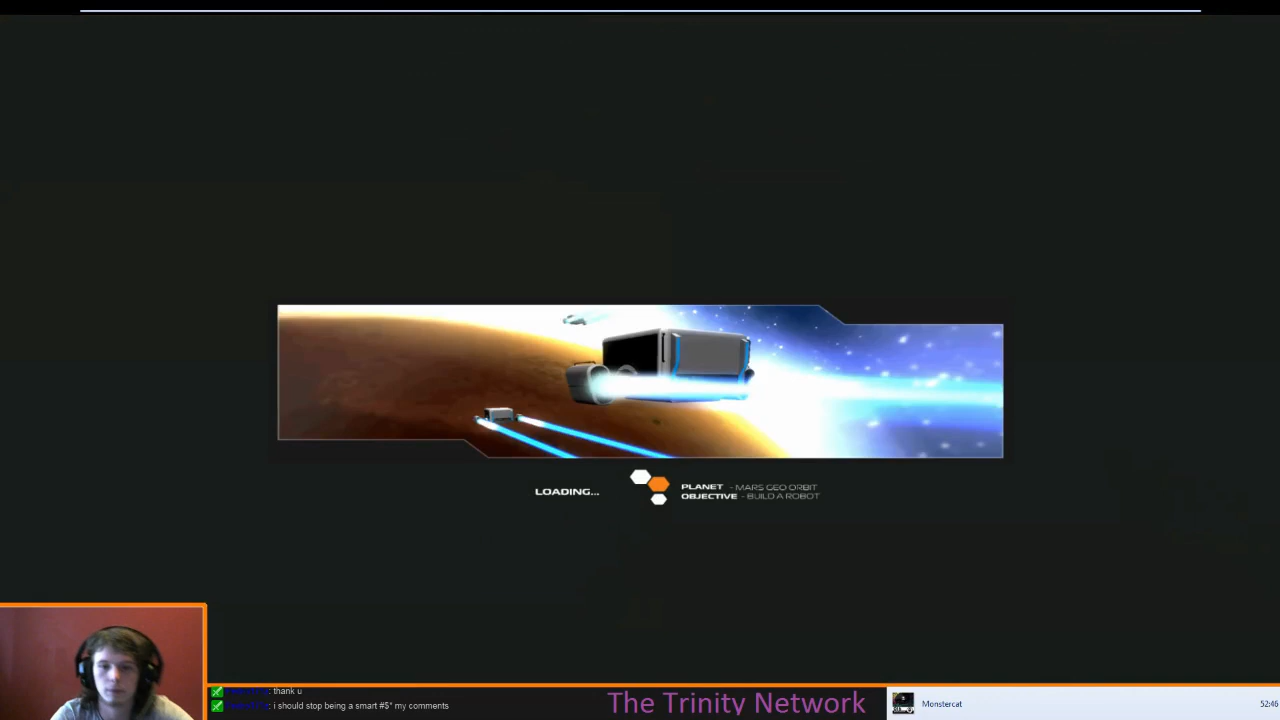 LOADING...
PLANET - MARS GEO ORBIT
OBJECTIVE - BUILD A ROBOT
: thank u
: i should stop being a smart #5* my comments
The Trinity Network
Monstercat
52:46